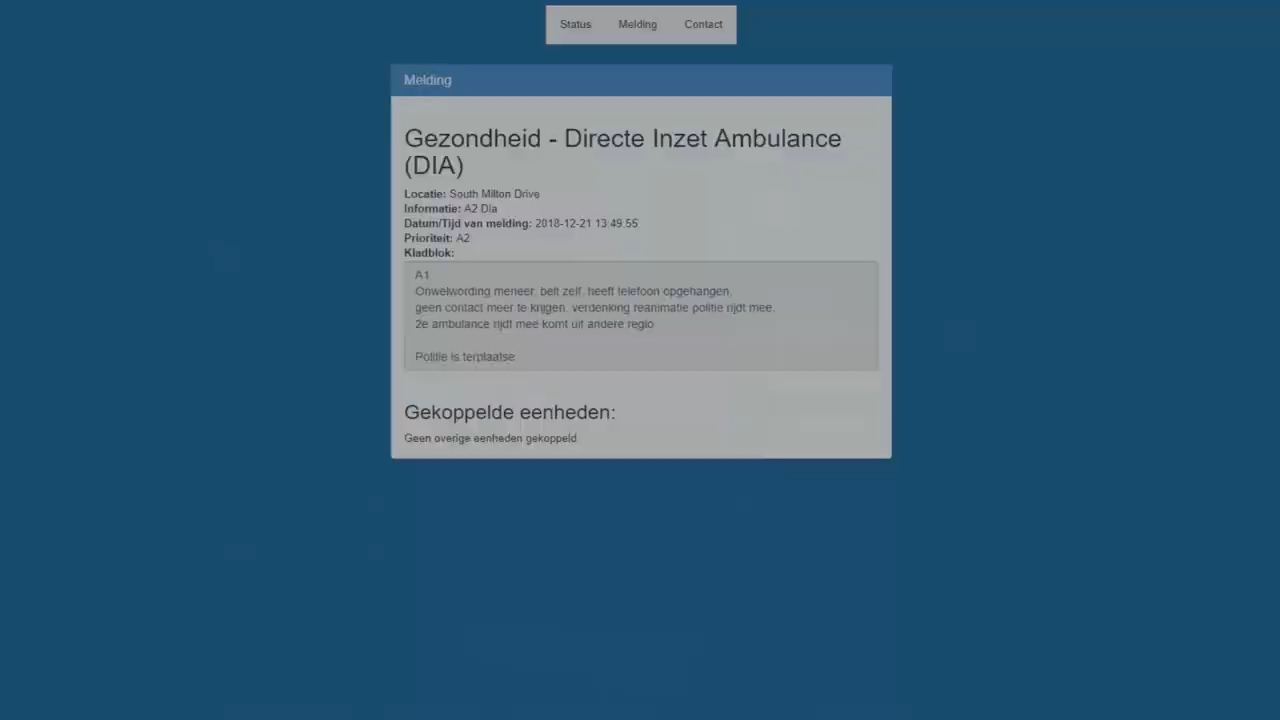 Status Melding Contact
Melding
Gezondheid - Directe Inzet Ambulance
(DIA)
Locatie: South Milton Drive
Informatie: A2 Dia
Datum/Tijd van melding: 2018-12-21 13:49:55
Prioriteit: A2
Kladblok:
A1
Onwelwording meneer, belt zelf, heeft telefoon opgehangen,
geen contact meer te krijgen, verdenking reanimatie politie rijdt mee.
2e ambulance rijdt mee komt uit andere regio
Politie is terplaatse
Gekoppelde eenheden:
Geen overige eenheden gekoppeld